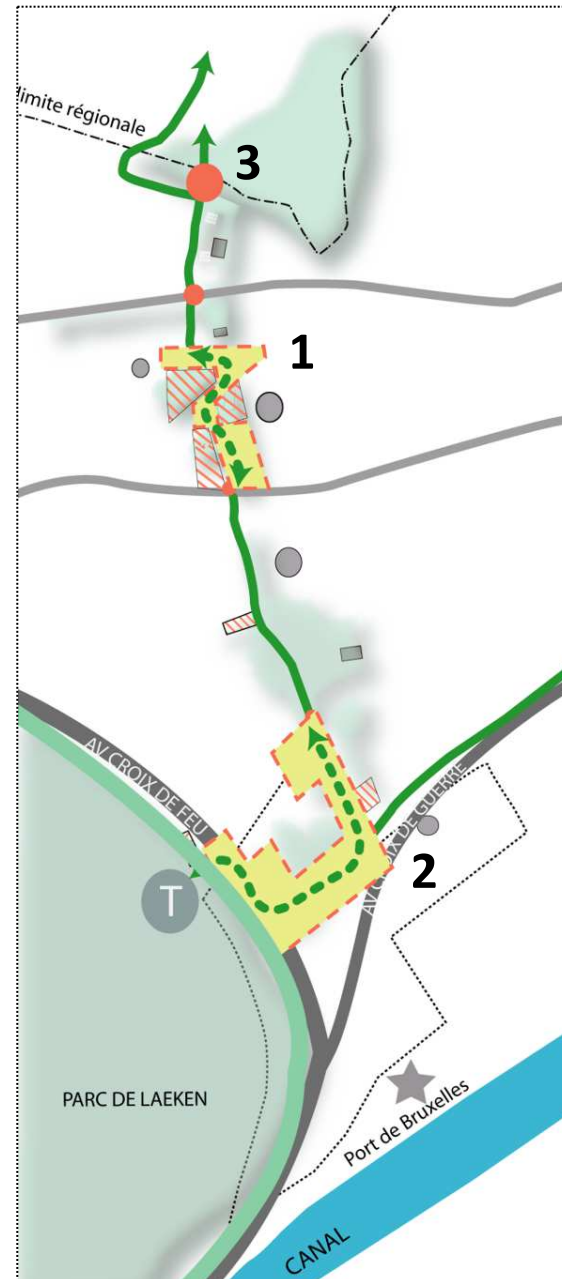 limite régionale
3
1
AV CROIX DE FEU
AV CROIX DE GUERRE
2
T
PARC DE LAEKEN
Port de Bruxelles
CANAL